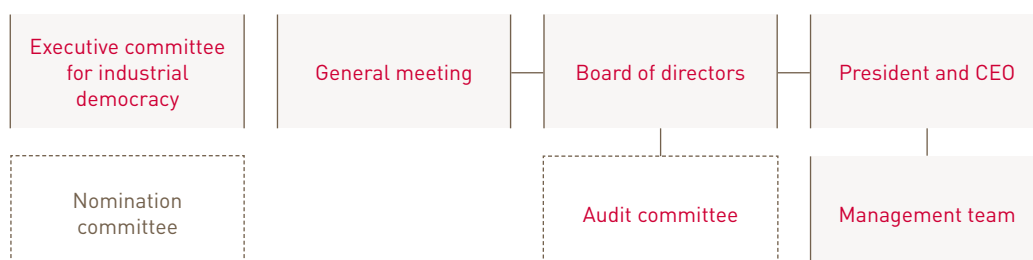 Executive committee
for industrial
democracy
General meeting
Board of directors
President and CEO
Nomination
committee
Audit committee
Management team